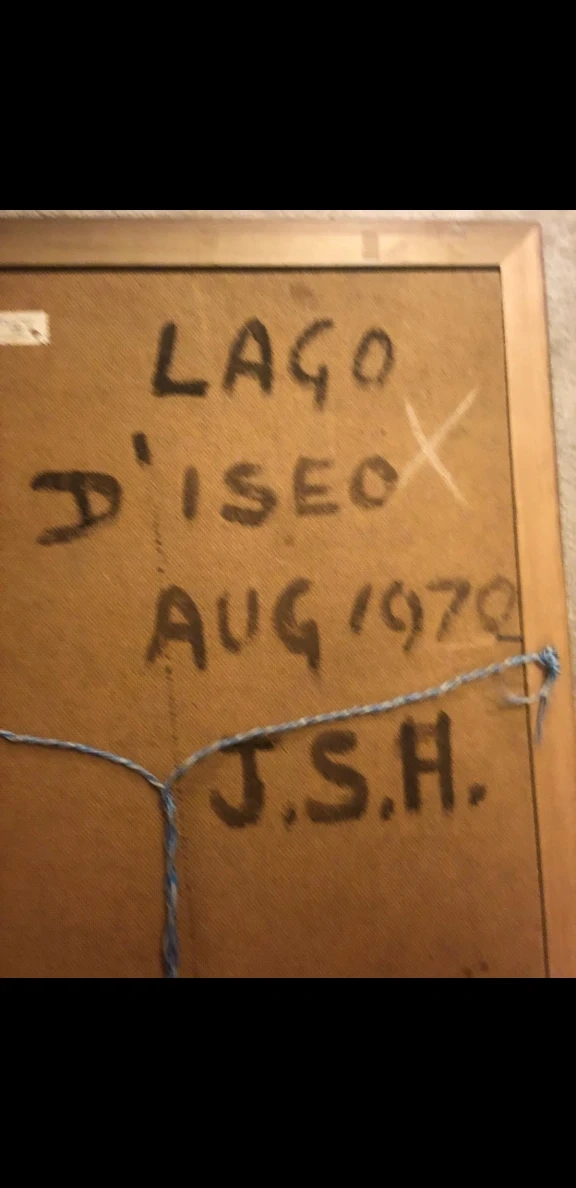 LAGO
D'ISEO
AUG 1970
J.S.H.